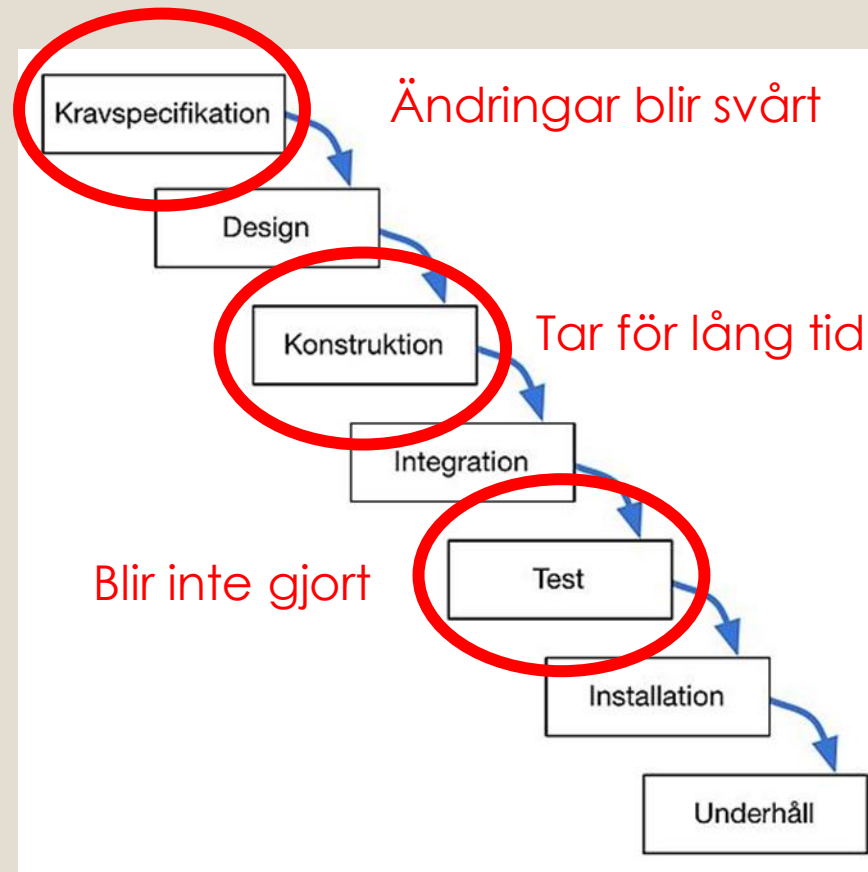 Kravspecifikation
Ändringar blir svårt
Design
Konstruktion
Tar för lång tid
Integration
Blir inte gjort
Test
Installation
Underhåll